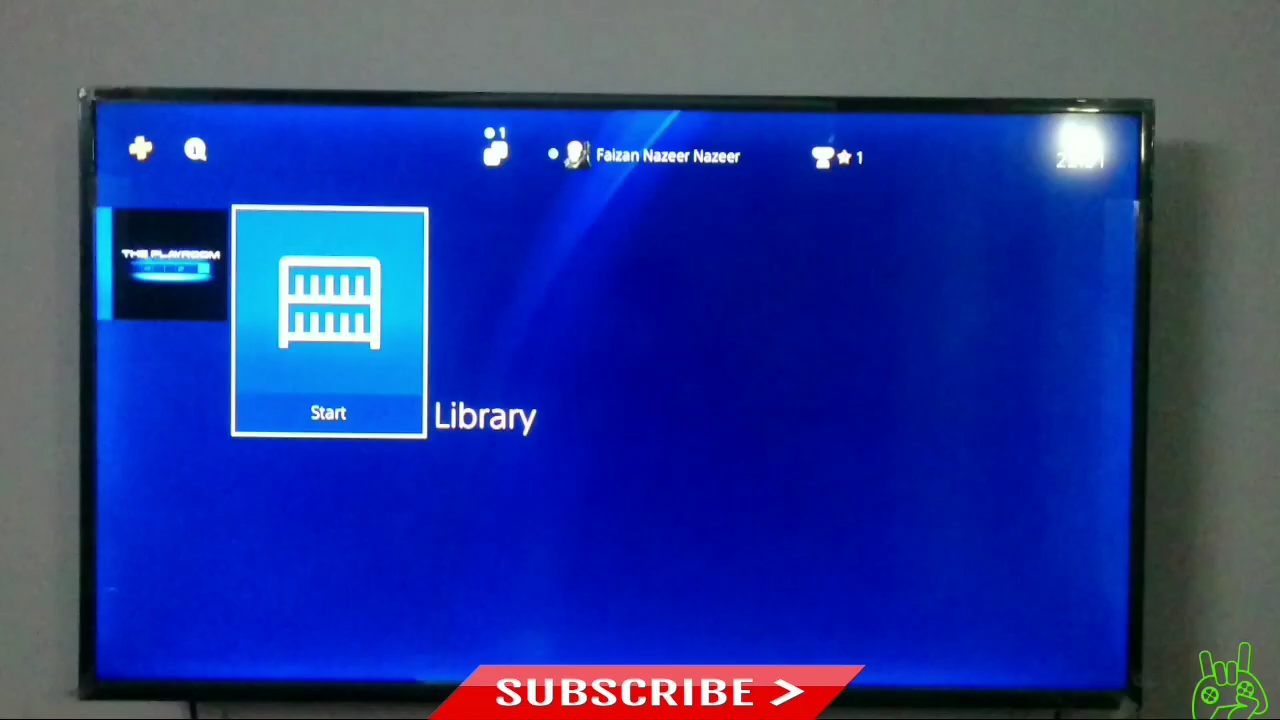 1
Faizan Nazeer Nazeer
1
THE PLAYROOM
Start
Library
SUBSCRIBE >